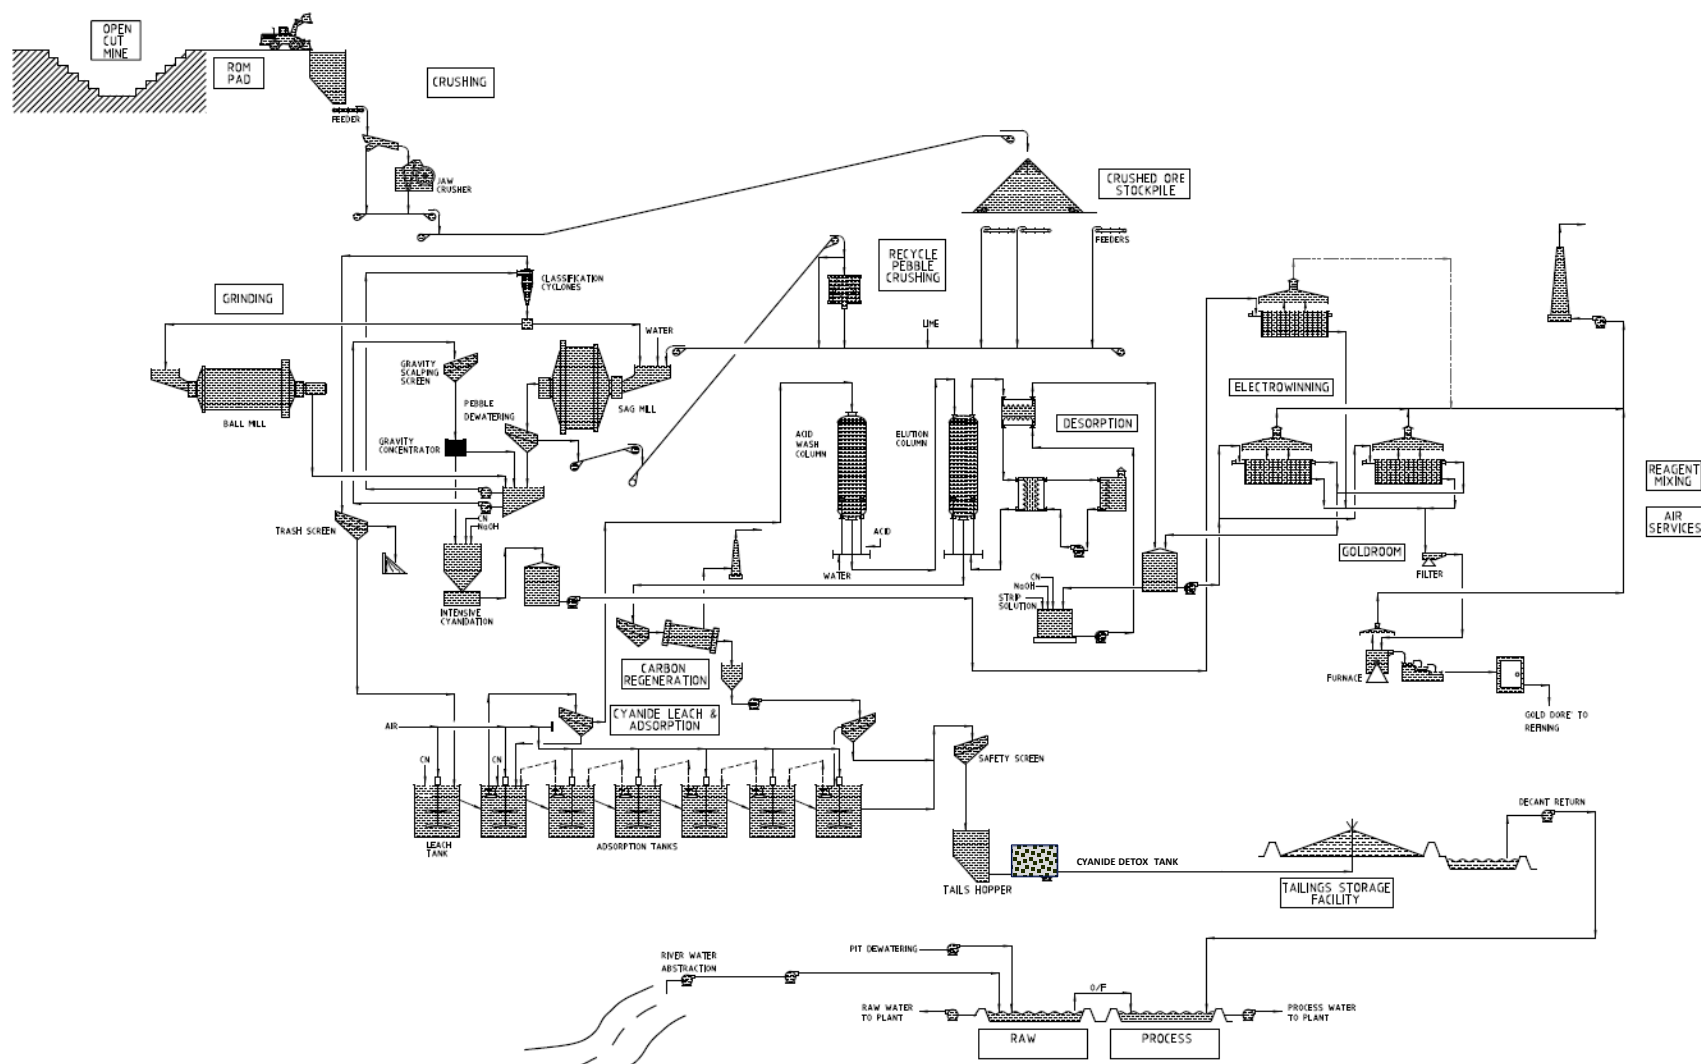 OPEN
CUT
MINE
ROM
PAD
CRUSHING
FEEDER
JAW
CRUSHER
CRUSHED ORE
STOCKPILE
FEEDERS
RECYCLE
PEBBLE
CRUSHING
CLASSIFICATION
CYCLONES
GRINDING
WATER
LIME
GRAVITY
SCALPING
SCREEN
PEBBLE
DEWATERING
SAG MILL
BALL MILL
GRAVITY
CONCENTRATOR
ACID
WASH
COLUMN
ELUTION
COLUMN
DESORPTION
ELECTROWINNING
REAGENT
MIXING
AIR
SERVICES
CN
NaOH
TRASH SCREEN
ACID
WATER
GOLDROOM
FILTER
INTENSIVE
CYANIDATION
CN
NaOH
STRIP
SOLUTION
CARBON
REGENERATION
FURNACE
GOLD DORE' TO
REFINING
CYANIDE LEACH &
ADSORPTION
AIR
CN
CN
SAFETY SCREEN
LEACH
TANK
ADSORPTION TANKS
DECANT RETURN
CYANIDE DETOX TANK
TAILS HOPPER
TAILINGS STORAGE
FACILITY
PIT DEWATERING
RIVER WATER
ABSTRACTION
O/F
RAW WATER
TO PLANT
PROCESS WATER
TO PLANT
RAW
PROCESS